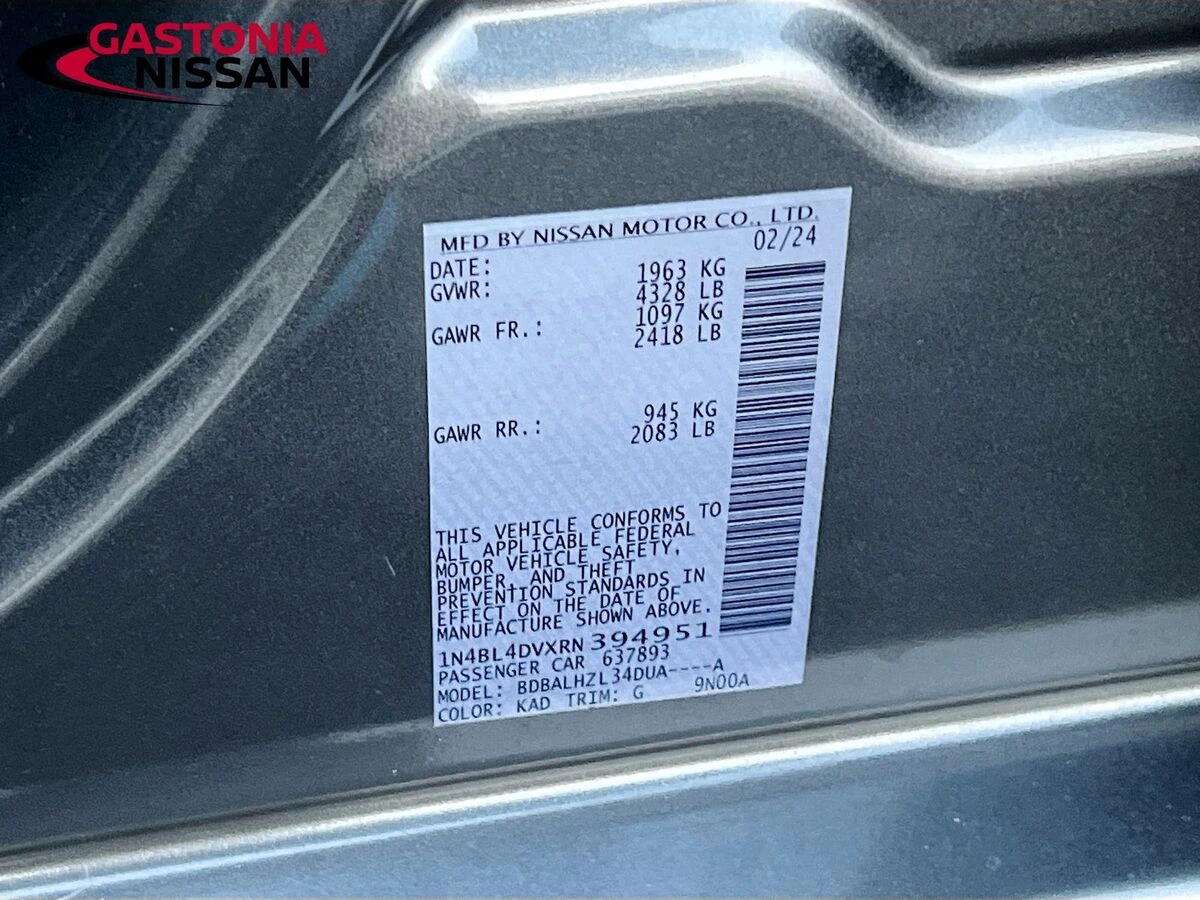 GASTONIA
NISSAN
MFD BY NISSAN MOTOR CO., LTD.
DATE: 02/24
GVWR: 1963 KG
4328 LB
GAWR FR.: 1097 KG
2418 LB
GAWR RR.: 945 KG
2083 LB
THIS VEHICLE CONFORMS TO
ALL APPLICABLE FEDERAL
MOTOR VEHICLE SAFETY,
BUMPER, AND THEFT
PREVENTION STANDARDS IN
EFFECT ON THE DATE OF
MANUFACTURE SHOWN ABOVE.
1N4BL4DVXRN394951
PASSENGER CAR 637893
MODEL: BDBALHZL34DUA----A
COLOR: KAD TRIM: G 9N00A